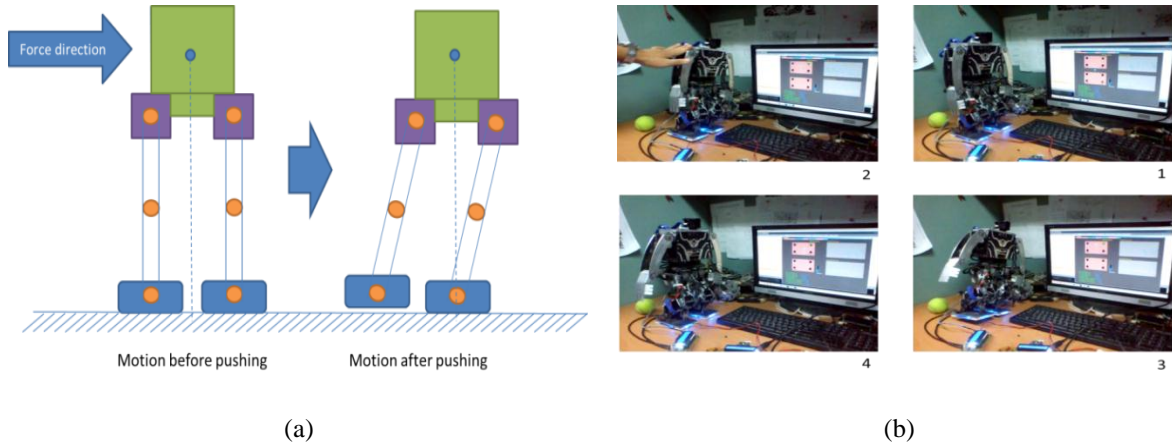 Force direction
Motion before pushing
Motion after pushing
2
1
4
3
(a)
(b)